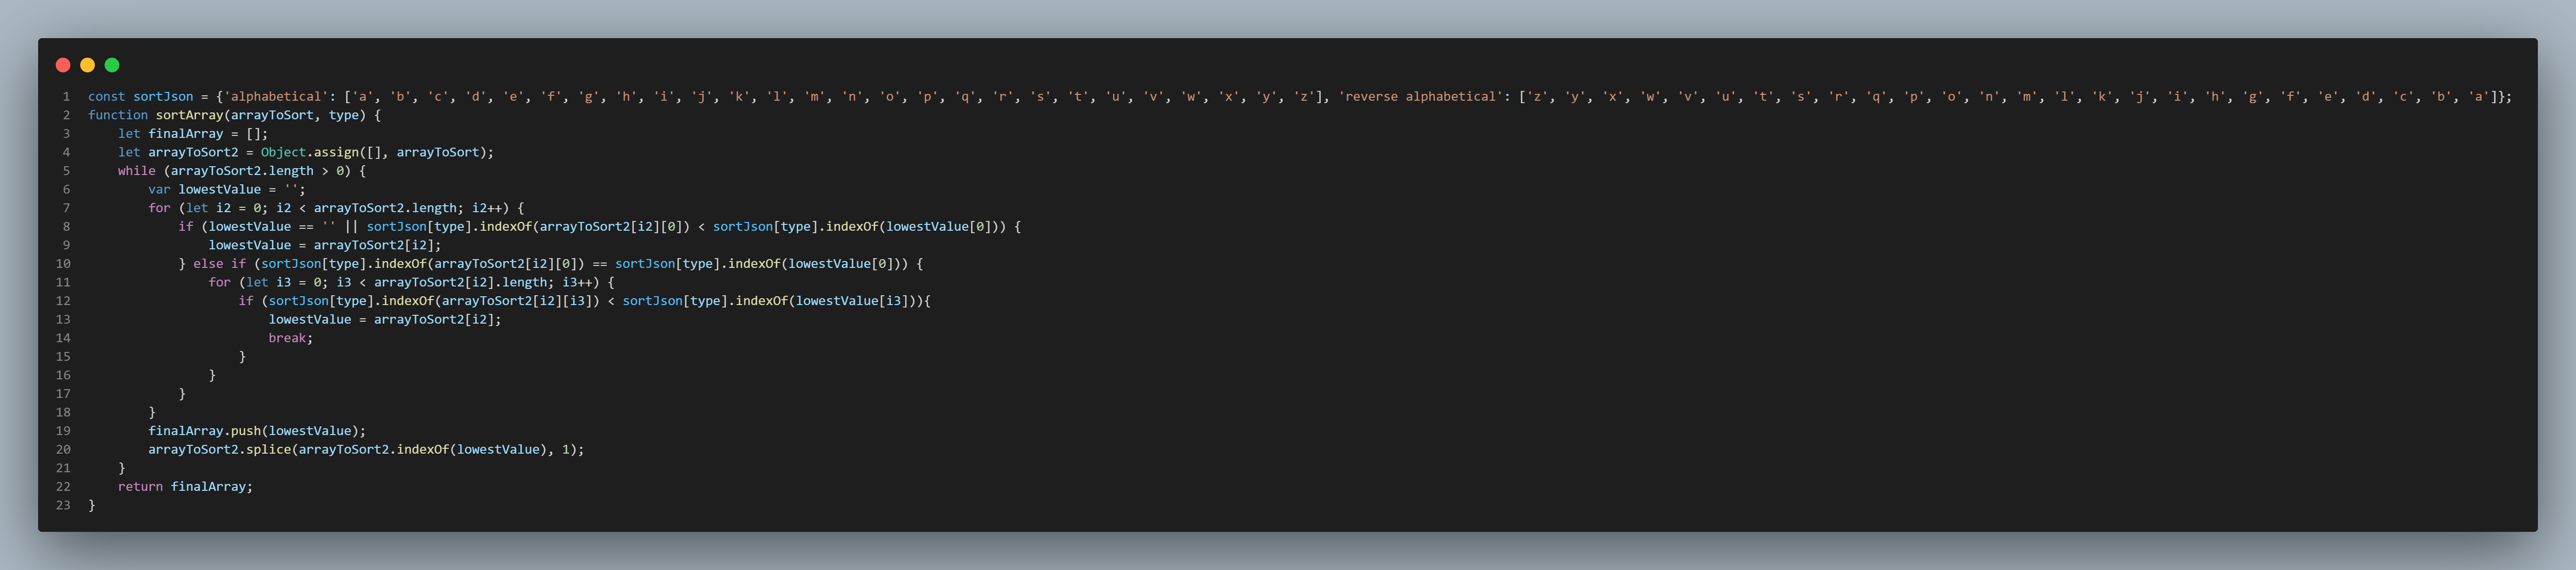 1 const sortJson = {'alphabetical': ['a', 'b', 'c', 'd', 'e', 'f', 'g', 'h', 'i', 'j', 'k', 'l', 'm', 'n', 'o', 'p', 'q', 'r', 's', 't', 'u', 'v', 'w', 'x', 'y', 'z'], 'reverse alphabetical': ['z', 'y', 'x', 'w', 'v', 'u', 't', 's', 'r', 'q', 'p', 'o', 'n', 'm', 'l', 'k', 'j', 'i', 'h', 'g', 'f', 'e', 'd', 'c', 'b', 'a']};
2 function sortArray(arrayToSort, type) {
3     let finalArray = [];
4     let arrayToSort2 = Object.assign([], arrayToSort);
5     while (arrayToSort2.length > 0) {
6         var lowestValue = '';
7         for (let i2 = 0; i2 < arrayToSort2.length; i2++) {
8             if (lowestValue == '' || sortJson[type].indexOf(arrayToSort2[i2][0]) < sortJson[type].indexOf(lowestValue[0])) {
9                 lowestValue = arrayToSort2[i2];
10             } else if (sortJson[type].indexOf(arrayToSort2[i2][0]) == sortJson[type].indexOf(lowestValue[0])) {
11                 for (let i3 = 0; i3 < arrayToSort2[i2].length; i3++) {
12                     if (sortJson[type].indexOf(arrayToSort2[i2][i3]) < sortJson[type].indexOf(lowestValue[i3])){
13                         lowestValue = arrayToSort2[i2];
14                         break;
15                     }
16                 }
17             }
18         }
19         finalArray.push(lowestValue);
20         arrayToSort2.splice(arrayToSort2.indexOf(lowestValue), 1);
21     }
22     return finalArray;
23 }